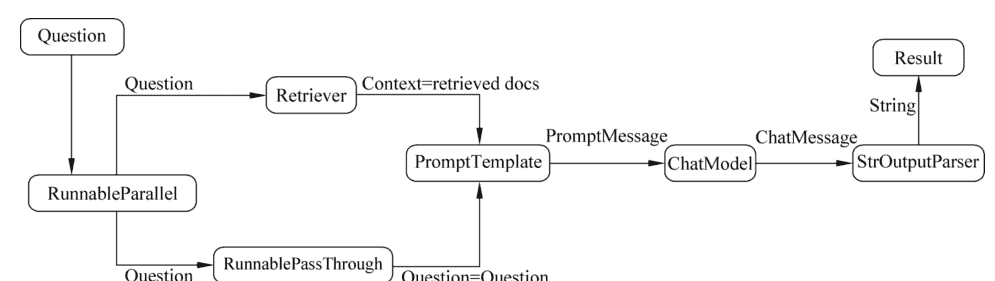 Question
Result
Question
Retriever
Context=retrieved docs
String
PromptTemplate
PromptMessage
ChatModel
ChatMessage
StrOutputParser
RunnableParallel
RunnablePassThrough
Question
Question=Question